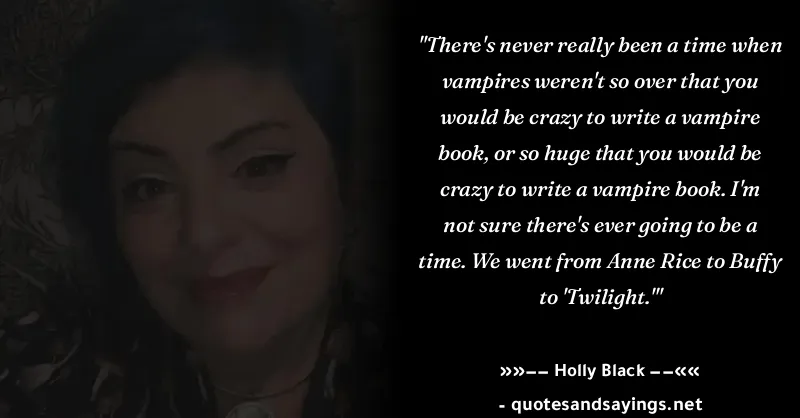 "There's never really been a time when
vampires weren't so over that you
would be crazy to write a vampire
book, or so huge that you would be
crazy to write a vampire book. I'm
not sure there's ever going to be a
time. We went from Anne Rice to Buffy
to 'Twilight.'"
»»−− Holly Black −−««
- quotesandsayings.net